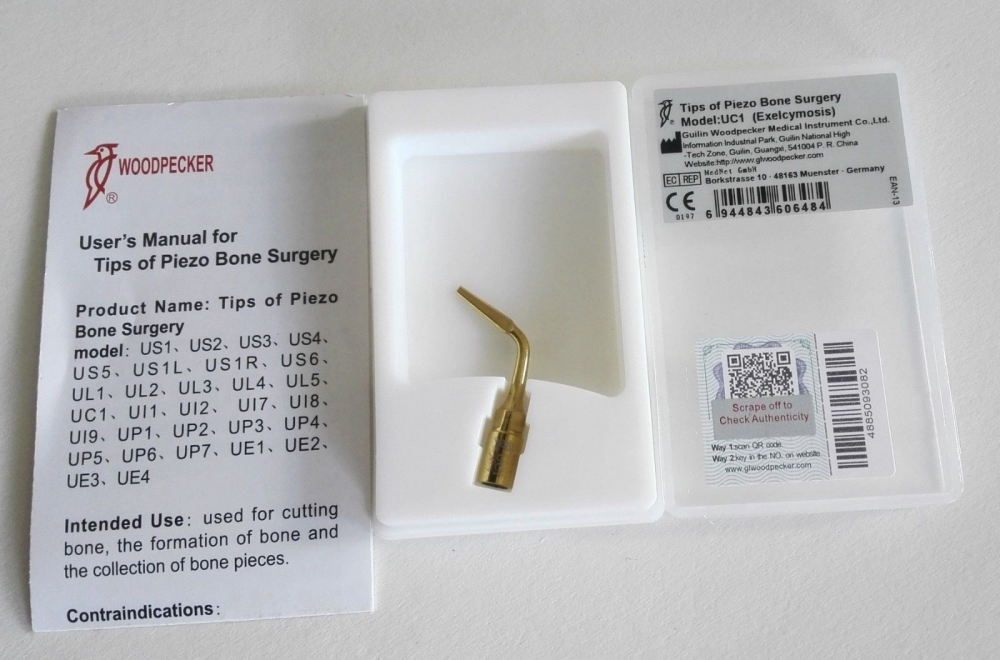 WOODPECKER
®
User's Manual for
Tips of Piezo Bone Surgery
Product Name: Tips of Piezo
Bone Surgery
model: US1、US2、US3、US4、
US5、US1L、US1R、US6、
UL1、UL2、UL3、UL4、UL5、
UC1、UI1、UI2、UI7、UI8、
UI9、UP1、UP2、UP3、UP4、
UP5、UP6、UP7、UE1、UE2、
UE3、UE4
Intended Use: used for cutting
bone, the formation of bone and
the collection of bone pieces.
Contraindications:
®
Tips of Piezo Bone Surgery
Model:UC1 (Exelcymosis)
Guilin Woodpecker Medical Instrument Co.,Ltd.
Information Industrial Park, Guilin National High
-Tech Zone, Guilin, Guangxi, 541004 P. R. China
Website:http://www.glwoodpecker.com
MedNet GmbH
EC REP Borkstrasse 10 · 48163 Muenster · Germany
CE
0197
6 944843 606484
EAN-13
Scrape off to
Check Authenticity
Way 1:scan QR code.
Way 2:key in the NO. on website
www.glwoodpecker.com
4885093082